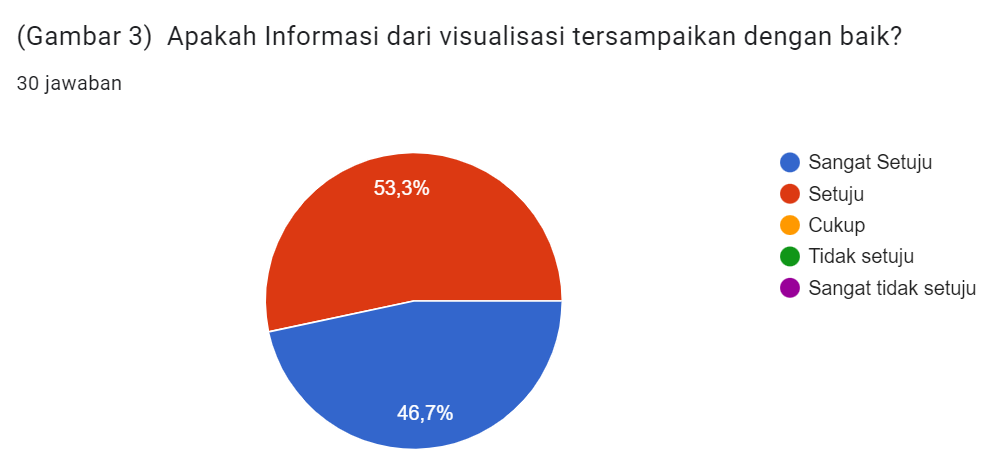 (Gambar 3)  Apakah Informasi dari visualisasi tersampaikan dengan baik?
30 jawaban
53,3%
46,7%
Sangat Setuju
Setuju
Cukup
Tidak setuju
Sangat tidak setuju